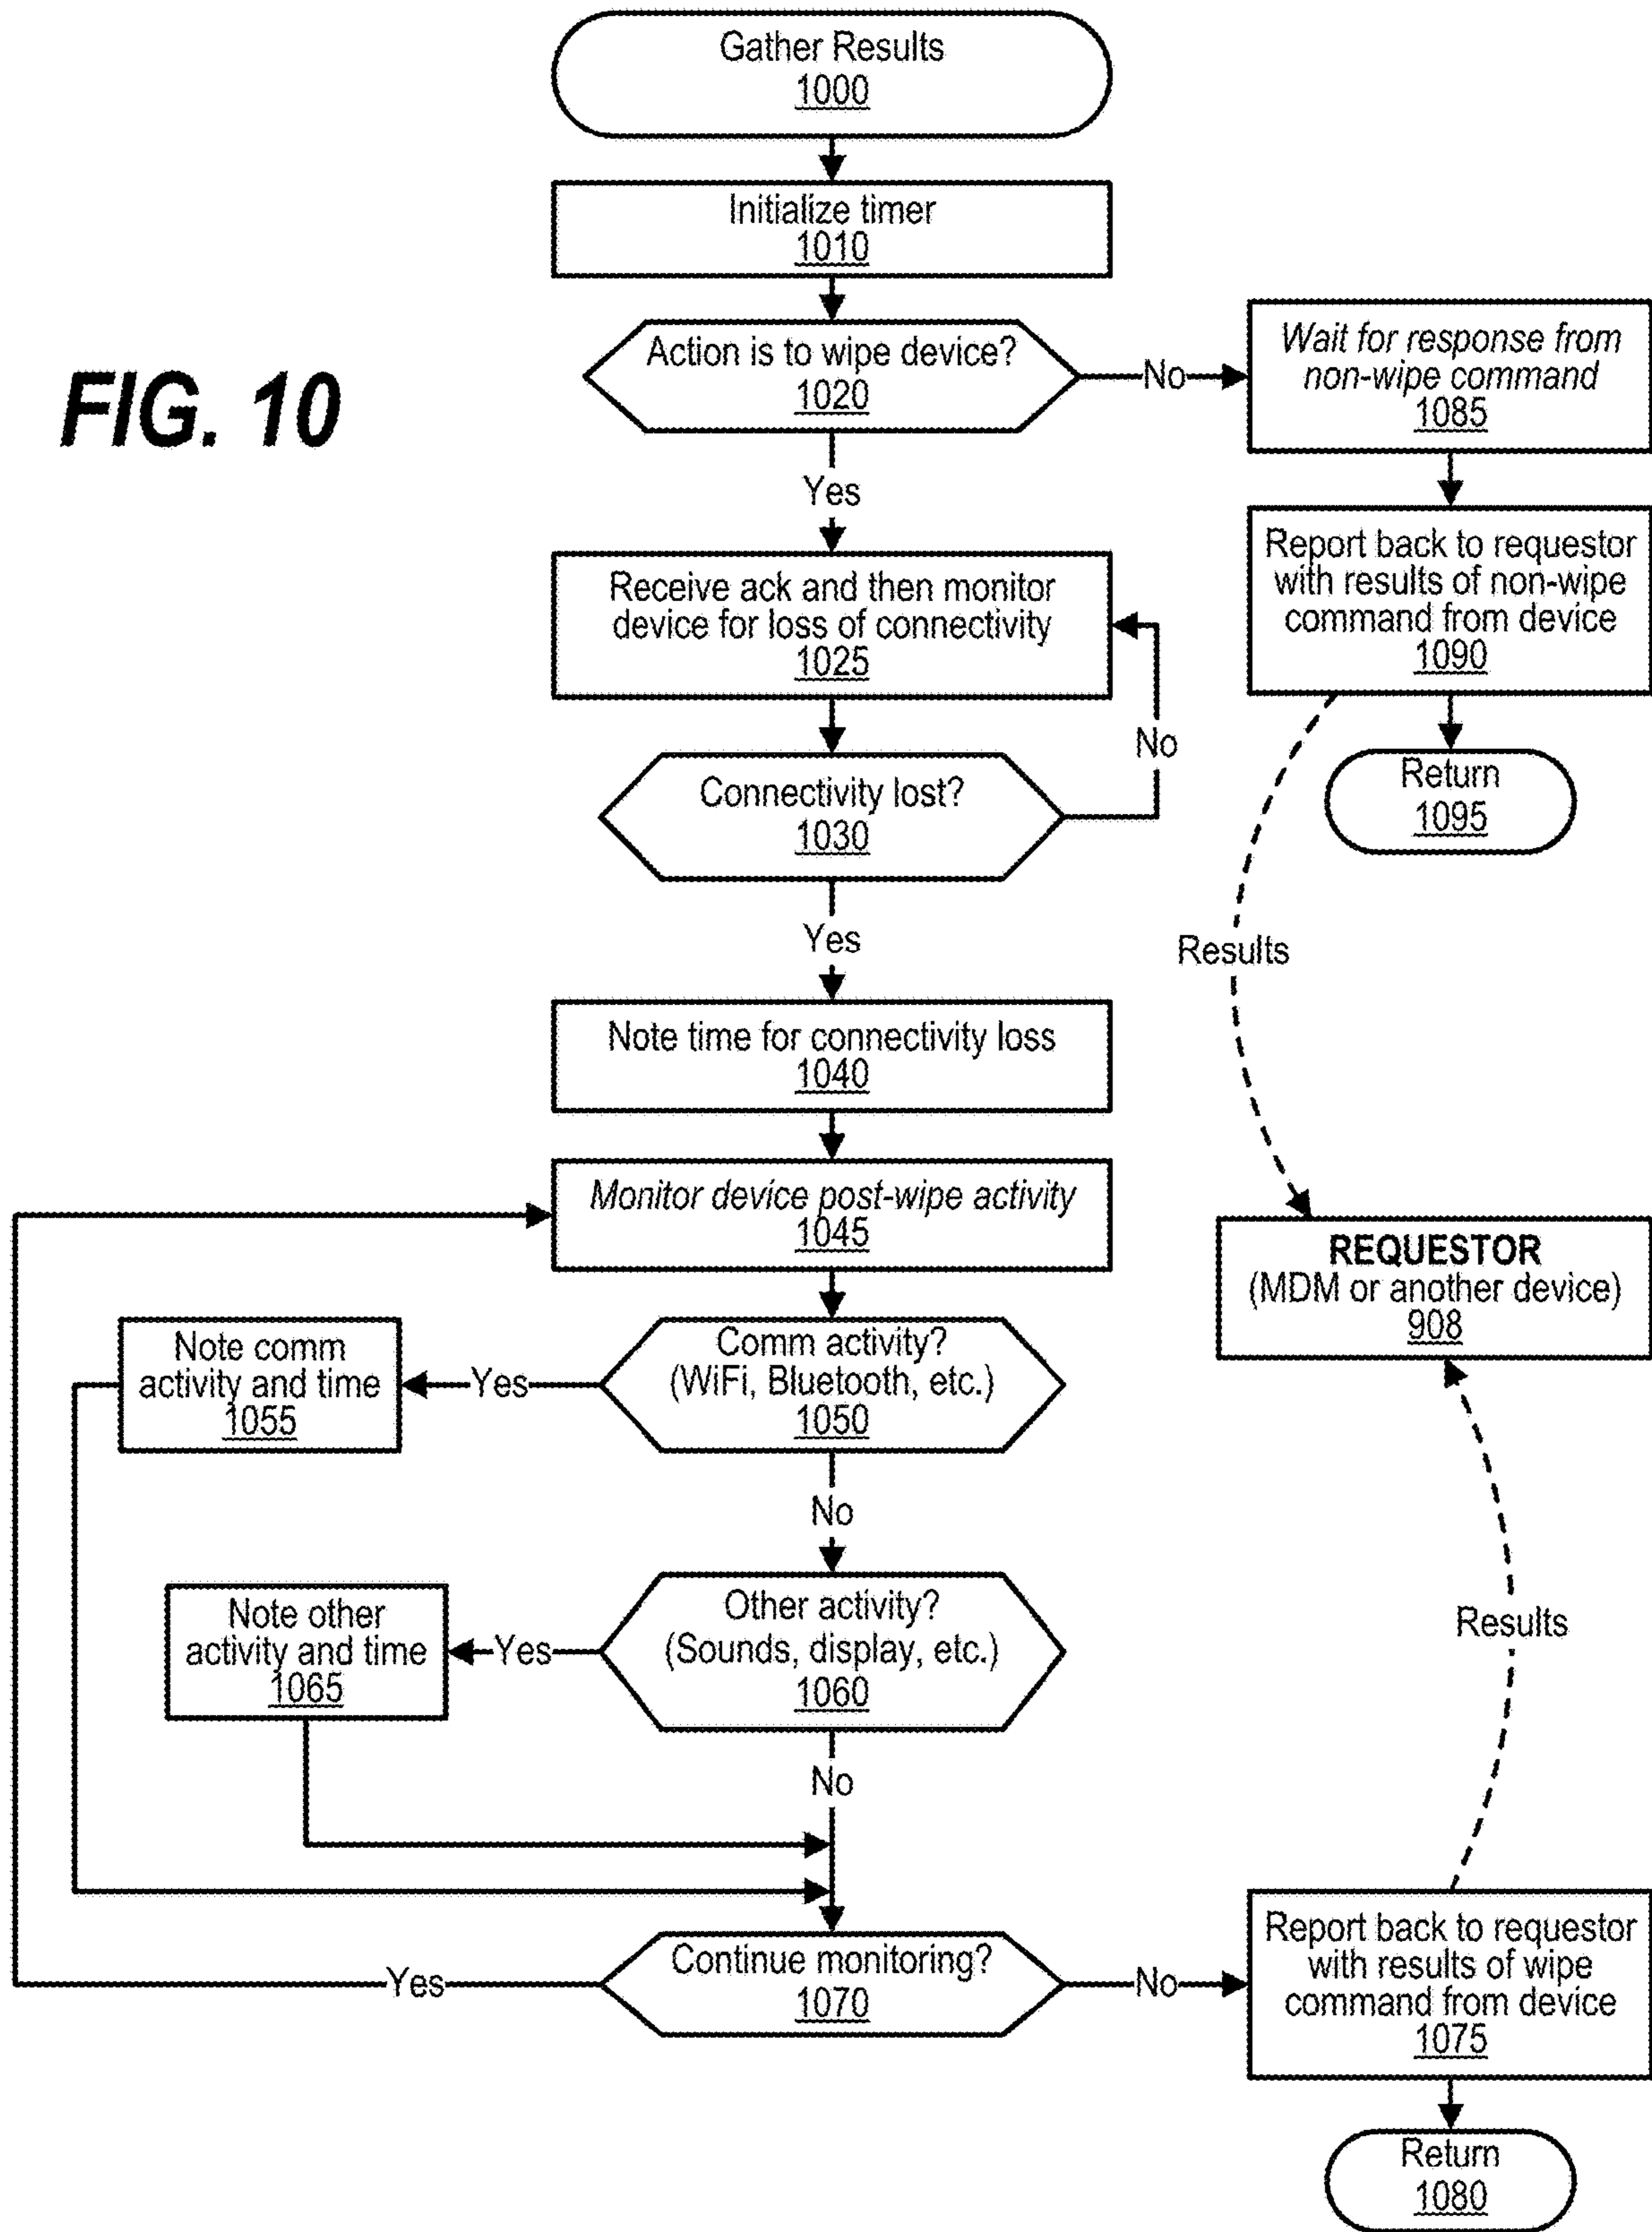 Gather Results
1000
Initialize timer
1010
FIG. 10
Action is to wipe device?
1020
No
Wait for response from
non-wipe command
1085
Yes
Report back to requestor
with results of non-wipe
command from device
1090
Receive ack and then monitor
device for loss of connectivity
1025
No
Return
1095
Connectivity lost?
1030
Yes
Results
Note time for connectivity loss
1040
Monitor device post-wipe activity
1045
REQUESTOR
(MDM or another device)
908
Comm activity?
(WiFi, Bluetooth, etc.)
1050
Yes
Note comm
activity and time
1055
No
Other activity?
(Sounds, display, etc.)
1060
Yes
Note other
activity and time
1065
Results
No
Continue monitoring?
1070
Yes
No
Report back to requestor
with results of wipe
command from device
1075
Return
1080